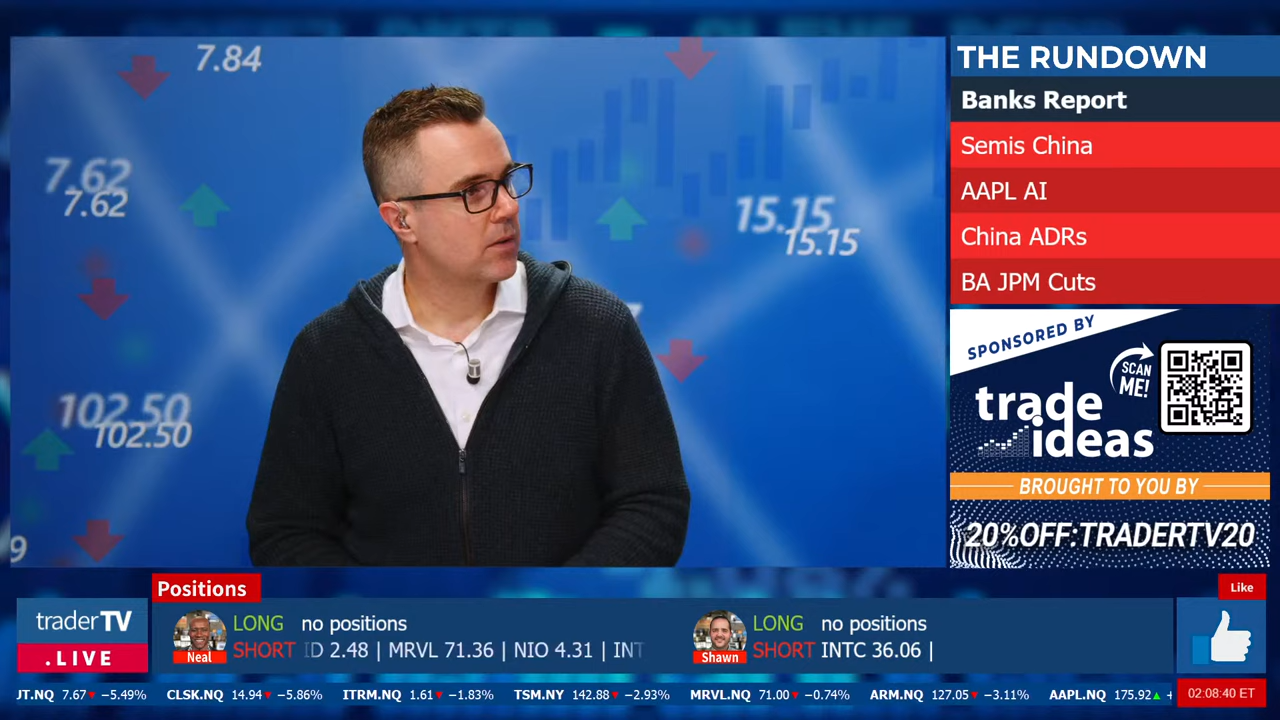 7.84
7.62
7.62
15.15
15.15
102.50
102.50
9
THE RUNDOWN
Banks Report
Semis China
AAPL AI
China ADRs
BA JPM Cuts
SPONSORED BY
SCAN
ME!
trade
ideas
BROUGHT TO YOU BY
20%OFF:TRADERTV20
Positions
Like
traderTV
.LIVE
Neal
LONG no positions
SHORT ID 2.48 | MRVL 71.36 | NIO 4.31 | INT
Shawn
LONG no positions
SHORT INTC 36.06 |
JT.NQ 7.67▼ −5.49% CLSK.NQ 14.94▼ −5.86% ITRM.NQ 1.61▼ −1.83% TSM.NY 142.88▼ −2.93% MRVL.NQ 71.00▼ −0.74% ARM.NQ 127.05▼ −3.11% AAPL.NQ 175.92▲ +
02:08:40 ET